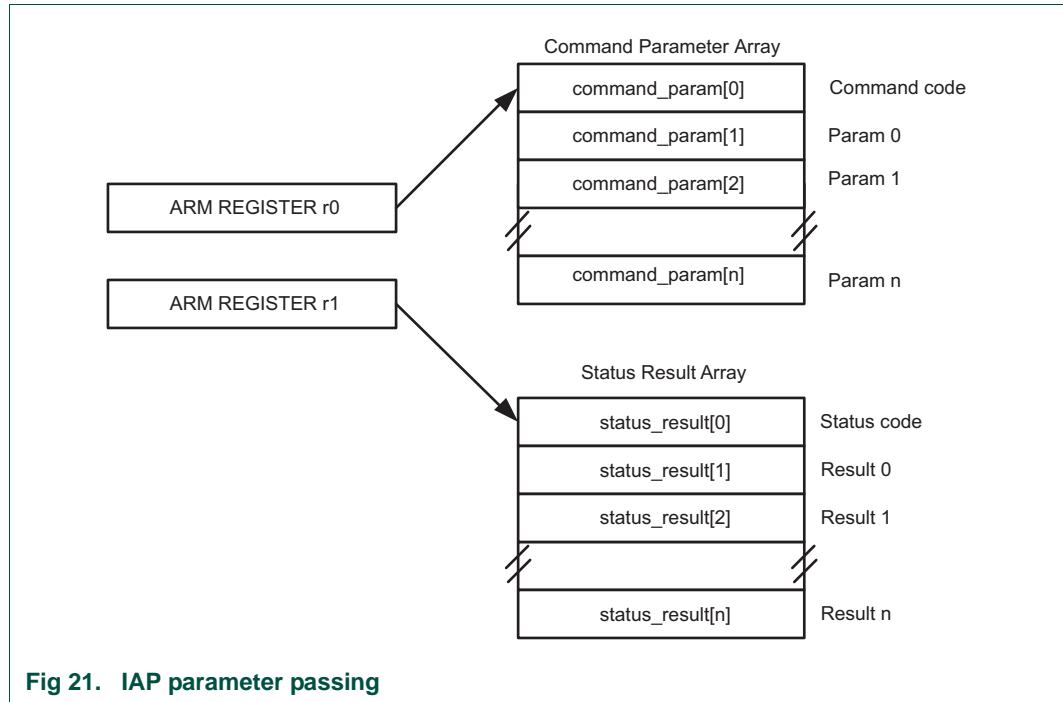 Command Parameter Array
command_param[0] Command code
command_param[1] Param 0
command_param[2] Param 1
ARM REGISTER r0
command_param[n] Param n
ARM REGISTER r1
Status Result Array
status_result[0] Status code
status_result[1] Result 0
status_result[2] Result 1
status_result[n] Result n
Fig 21. IAP parameter passing